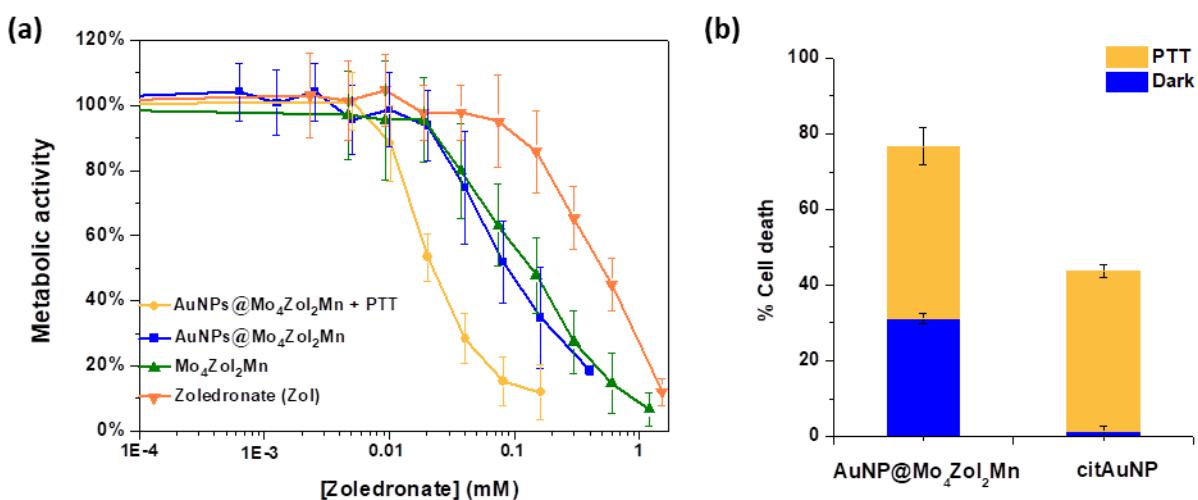 (a)
120%
100%
80%
60%
40%
20%
0%
Metabolic activity
AuNPs@Mo₄Zol₂Mn + PTT
AuNPs@Mo₄Zol₂Mn
Mo₄Zol₂Mn
Zoledronate (Zol)
1E-4
1E-3
0.01
0.1
1
[Zoledronate] (mM)
(b)
100
80
60
40
20
0
% Cell death
PTT
Dark
AuNP@Mo₄Zol₂Mn
citAuNP